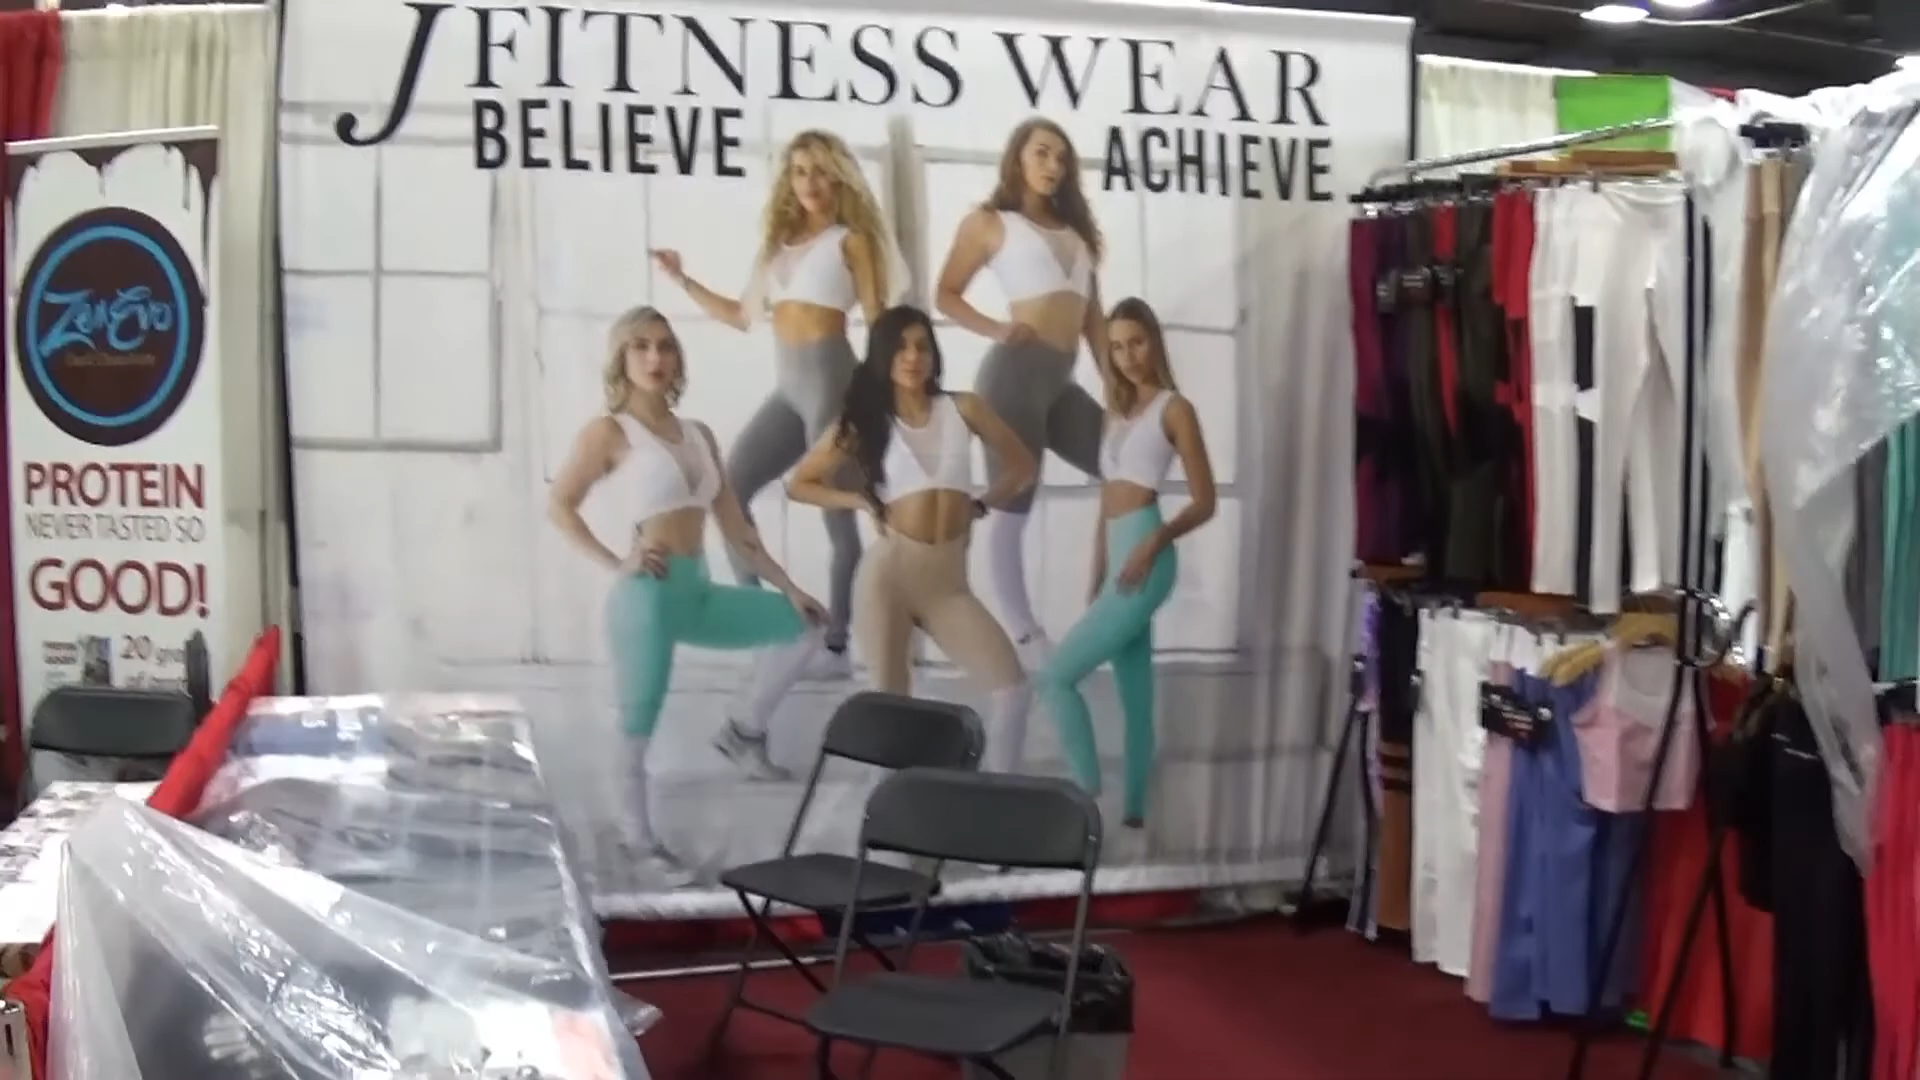 J FITNESS WEAR
BELIEVE
ACHIEVE
ZenEvo
PROTEIN
NEVER TASTED SO
GOOD!
20